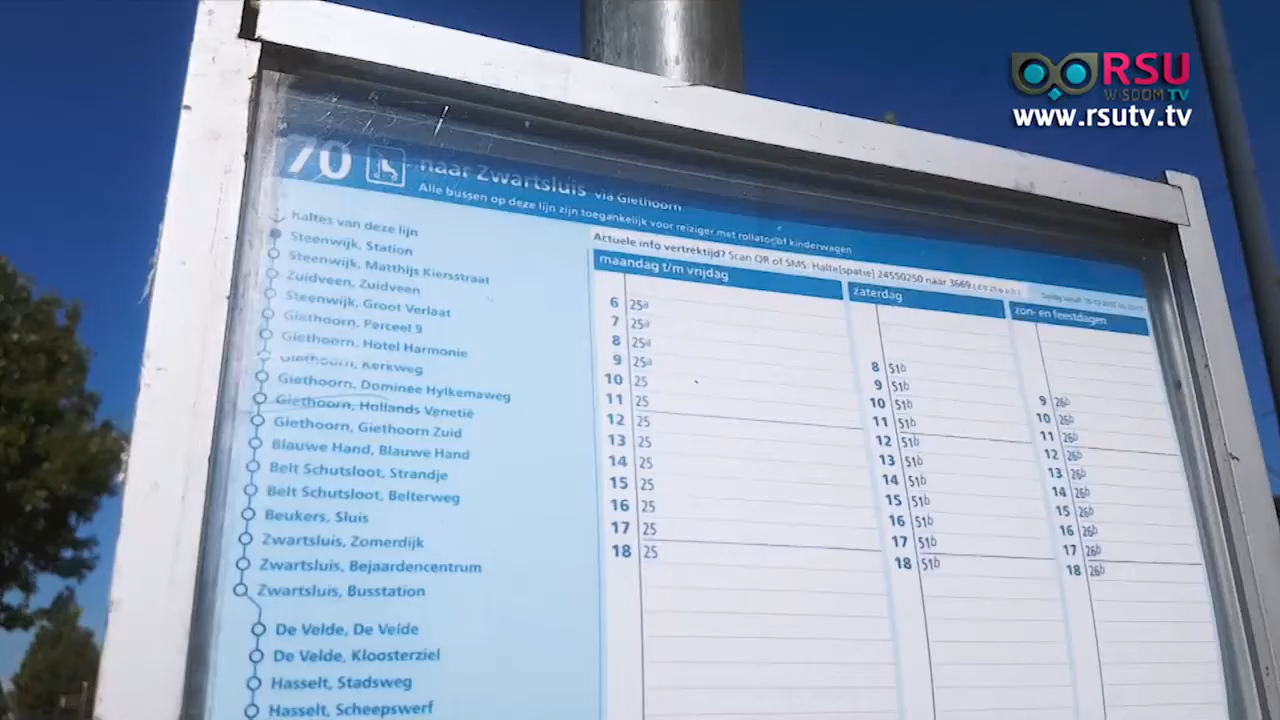 RSU
WISDOM TV
www.rsutv.tv
70 naar Zwartsluis via Giethoorn
Alle bussen op deze lijn zijn toegankelijk voor reiziger met rollator of kinderwagen
haltes van deze lijn
Steenwijk, Station
Steenwijk, Matthijs Kiersstraat
Zuidveen, Zuidveen
Steenwijk, Groot Verlaat
Giethoorn, Perceel 9
Giethoorn, Hotel Harmonie
Giethoorn, Kerkweg
Giethoorn, Dominee Hylkemaweg
Giethoorn, Hollands Venetië
Giethoorn, Giethoorn Zuid
Blauwe Hand, Blauwe Hand
Belt Schutsloot, Strandje
Belt Schutsloot, Belterweg
Beukers, Sluis
Zwartsluis, Zomerdijk
Zwartsluis, Bejaardencentrum
Zwartsluis, Busstation
De Velde, De Velde
De Velde, Kloosterziel
Hasselt, Stadsweg
Hasselt, Scheepswerf
Actuele info vertrektijd? Scan QR of SMS: Halte[spatie] 24550250 naar 3669
maandag t/m vrijdag
6 25a
7 25a
8 25a
9 25a
10 25
11 25
12 25
13 25
14 25
15 25
16 25
17 25
18 25
zaterdag
8 51b
9 51b
10 51b
11 51b
12 51b
13 51b
14 51b
15 51b
16 51b
17 51b
18 51b
zon- en feestdagen
9 26b
10 26b
11 26b
12 26b
13 26b
14 26b
15 26b
16 26b
17 26b
18 26b